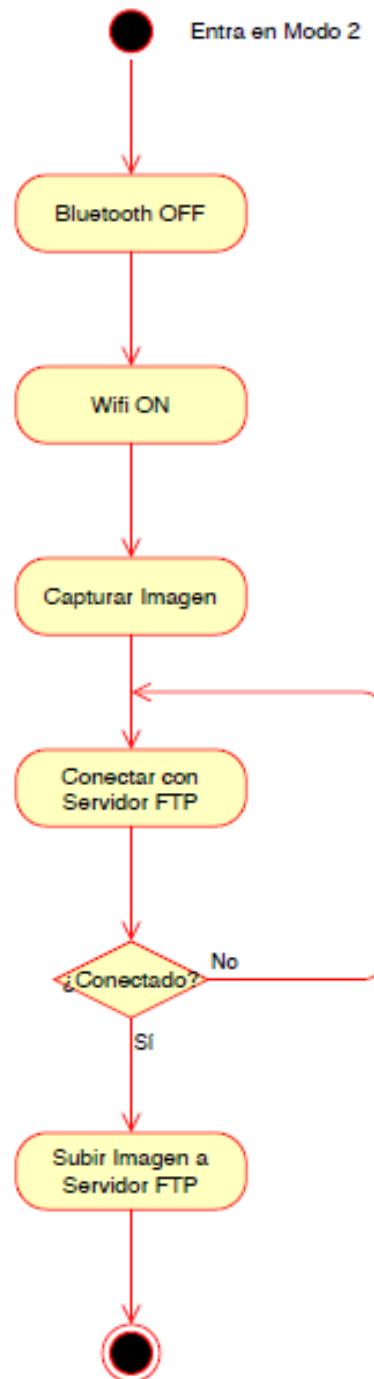 Entra en Modo 2
Bluetooth OFF
Wifi ON
Capturar Imagen
Conectar con
Servidor FTP
¿Conectado?
No
Sí
Subir Imagen a
Servidor FTP